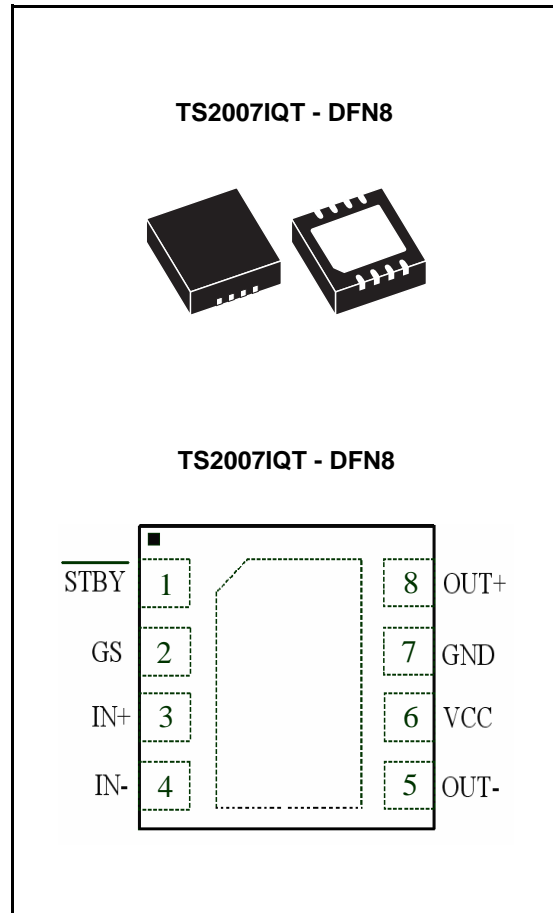 TS2007IQT - DFN8
TS2007IQT - DFN8
STBY 1 8 OUT+
GS 2 7 GND
IN+ 3 6 VCC
IN- 4 5 OUT-